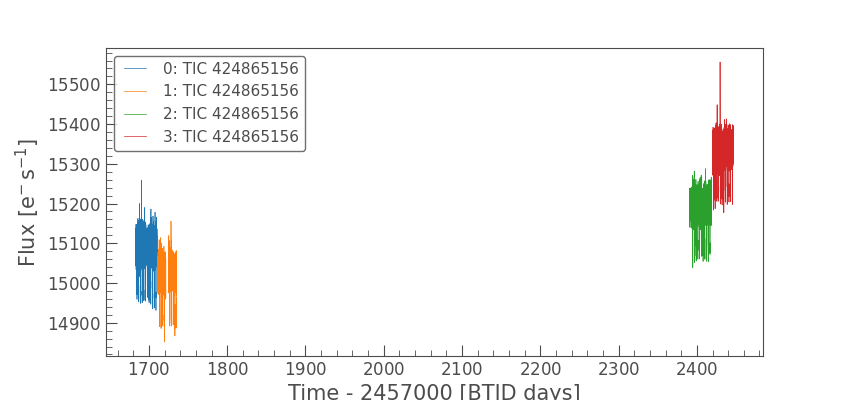 0: TIC 424865156
1: TIC 424865156
2: TIC 424865156
3: TIC 424865156
15500
15400
15300
15200
15100
15000
14900
Flux [e⁻ s⁻¹]
1700 1800 1900 2000 2100 2200 2300 2400
Time - 2457000 [BTJD days]